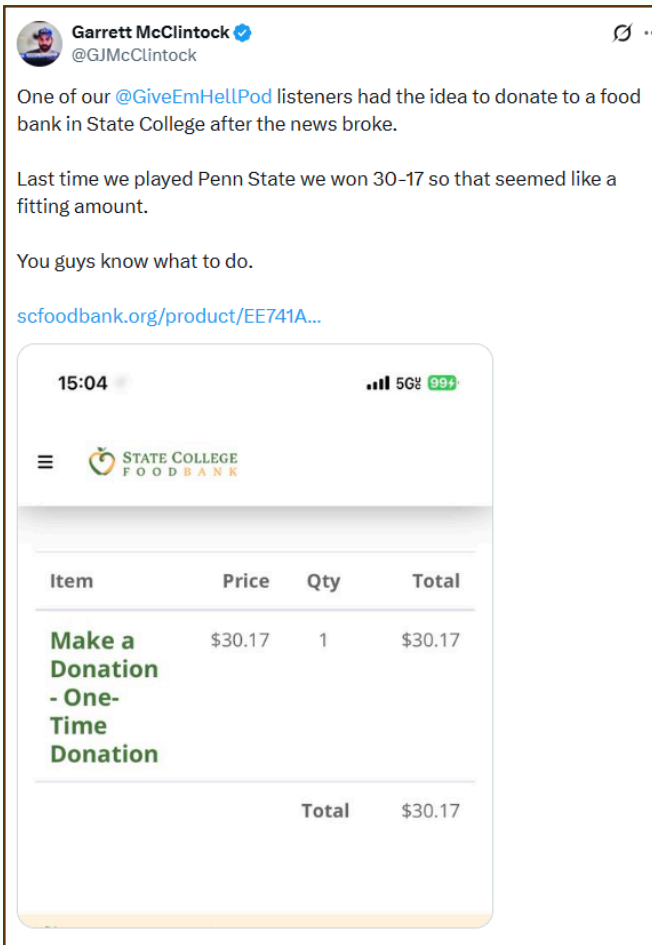 Garrett McClintock
@GJMcClintock
One of our @GiveEmHellPod listeners had the idea to donate to a food
bank in State College after the news broke.
Last time we played Penn State we won 30-17 so that seemed like a
fitting amount.
You guys know what to do.
scfoodbank.org/product/EE741A...
15:04
5G 99
STATE COLLEGE
FOODBANK
Item Price Qty Total
Make a $30.17 1 $30.17
Donation
- One-
Time
Donation
Total $30.17